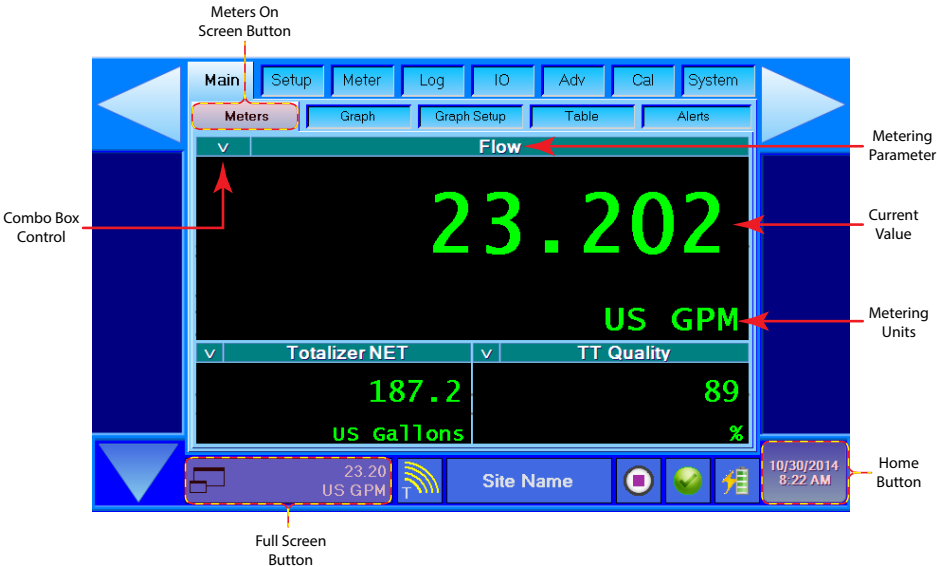 Meters On
Screen Button
Main Setup Meter Log IO Adv Cal System
Meters Graph Graph Setup Table Alerts
v Flow
Metering
Parameter
Combo Box
Control
23.202
Current
Value
US GPM
Metering
Units
v Totalizer NET v TT Quality
187.2
US Gallons
89
%
23.20
US GPM
T
Site Name
10/30/2014
8:22 AM
Home
Button
Full Screen
Button